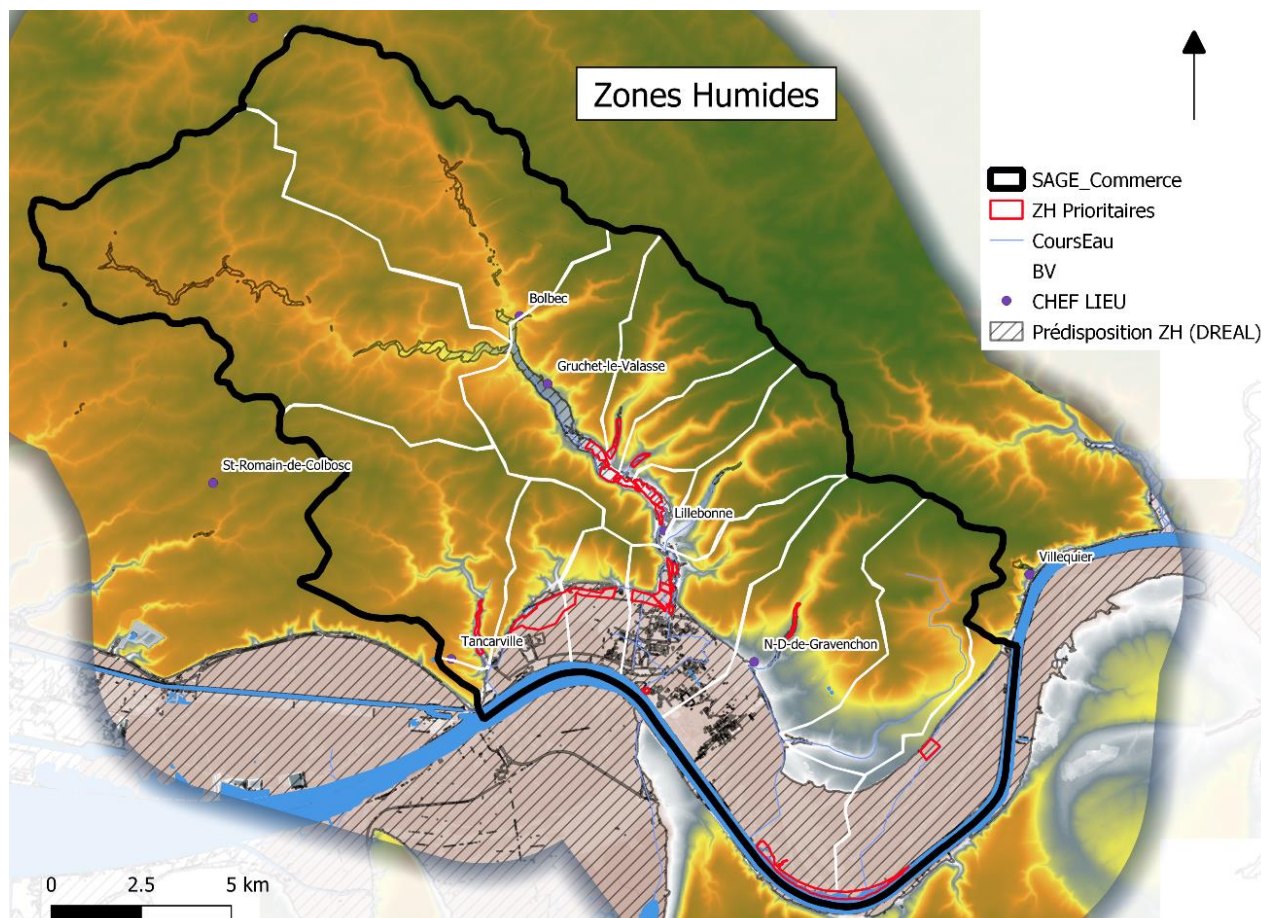 Zones Humides
SAGE_Commerce
ZH Prioritaires
CoursEau
BV
CHEF LIEU
Prédisposition ZH (DREAL)
Bolbec
Gruchet-le-Valasse
St-Romain-de-Colbosc
Lillebonne
Villequier
Tancarville
N-D-de-Gravenchon
0 2.5 5 km